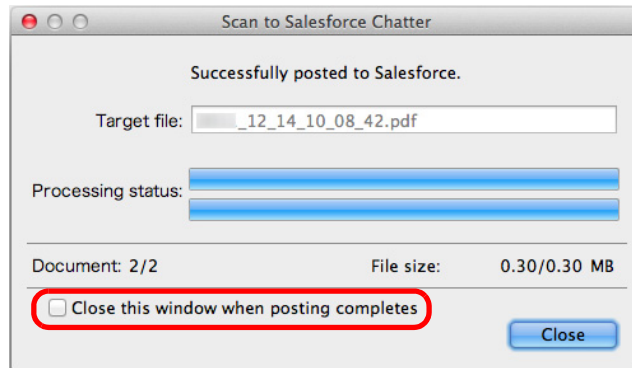 Scan to Salesforce Chatter
Successfully posted to Salesforce.
Target file: _12_14_10_08_42.pdf
Processing status:
Document: 2/2 File size: 0.30/0.30 MB
Close this window when posting completes
Close